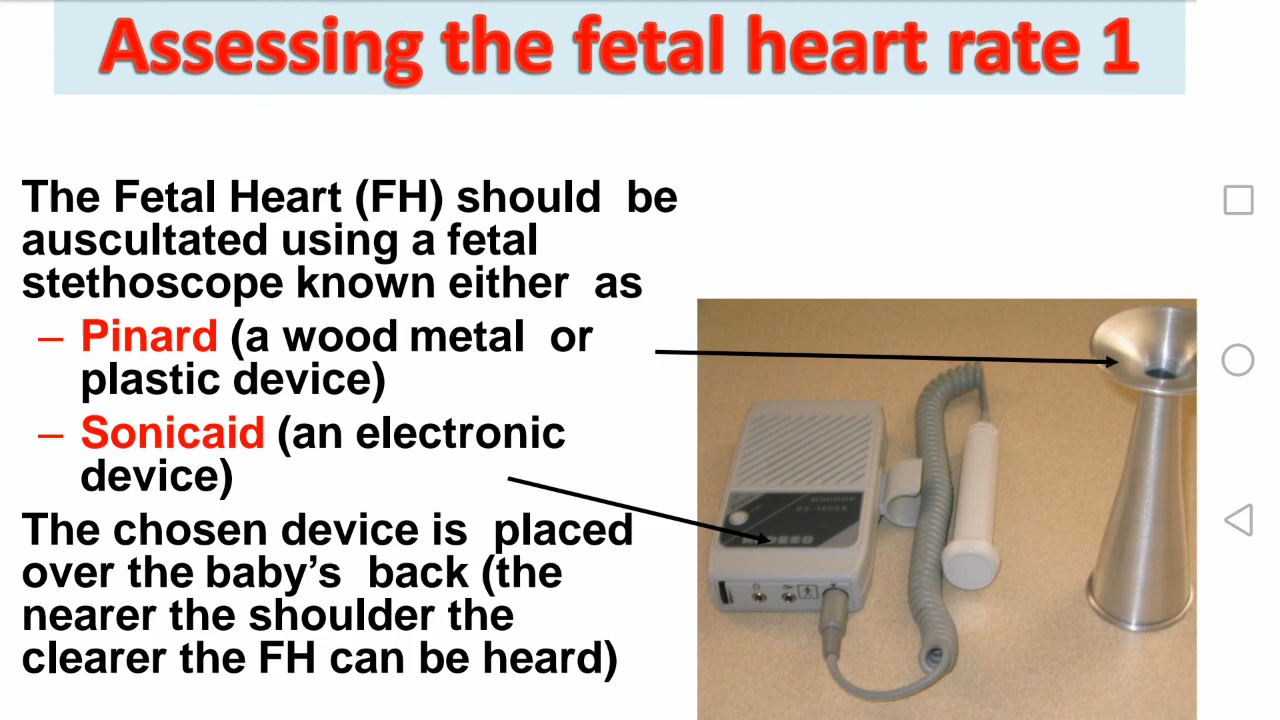 Assessing the fetal heart rate 1
The Fetal Heart (FH) should be
auscultated using a fetal
stethoscope known either as
– Pinard (a wood metal or
plastic device)
– Sonicaid (an electronic
device)
The chosen device is placed
over the baby’s back (the
nearer the shoulder the
clearer the FH can be heard)
MINIDOP